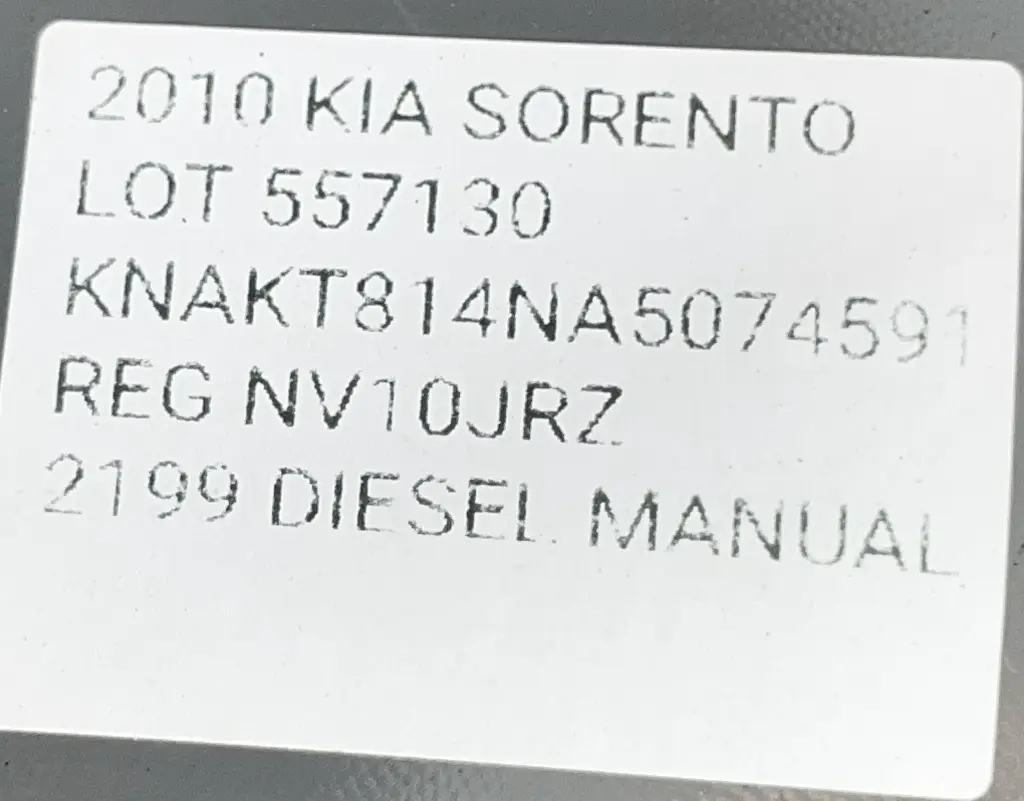 2010 KIA SORENTO
LOT 557130
KNAKT814NA5074591
REG NV10JRZ
2199 DIESEL MANUAL